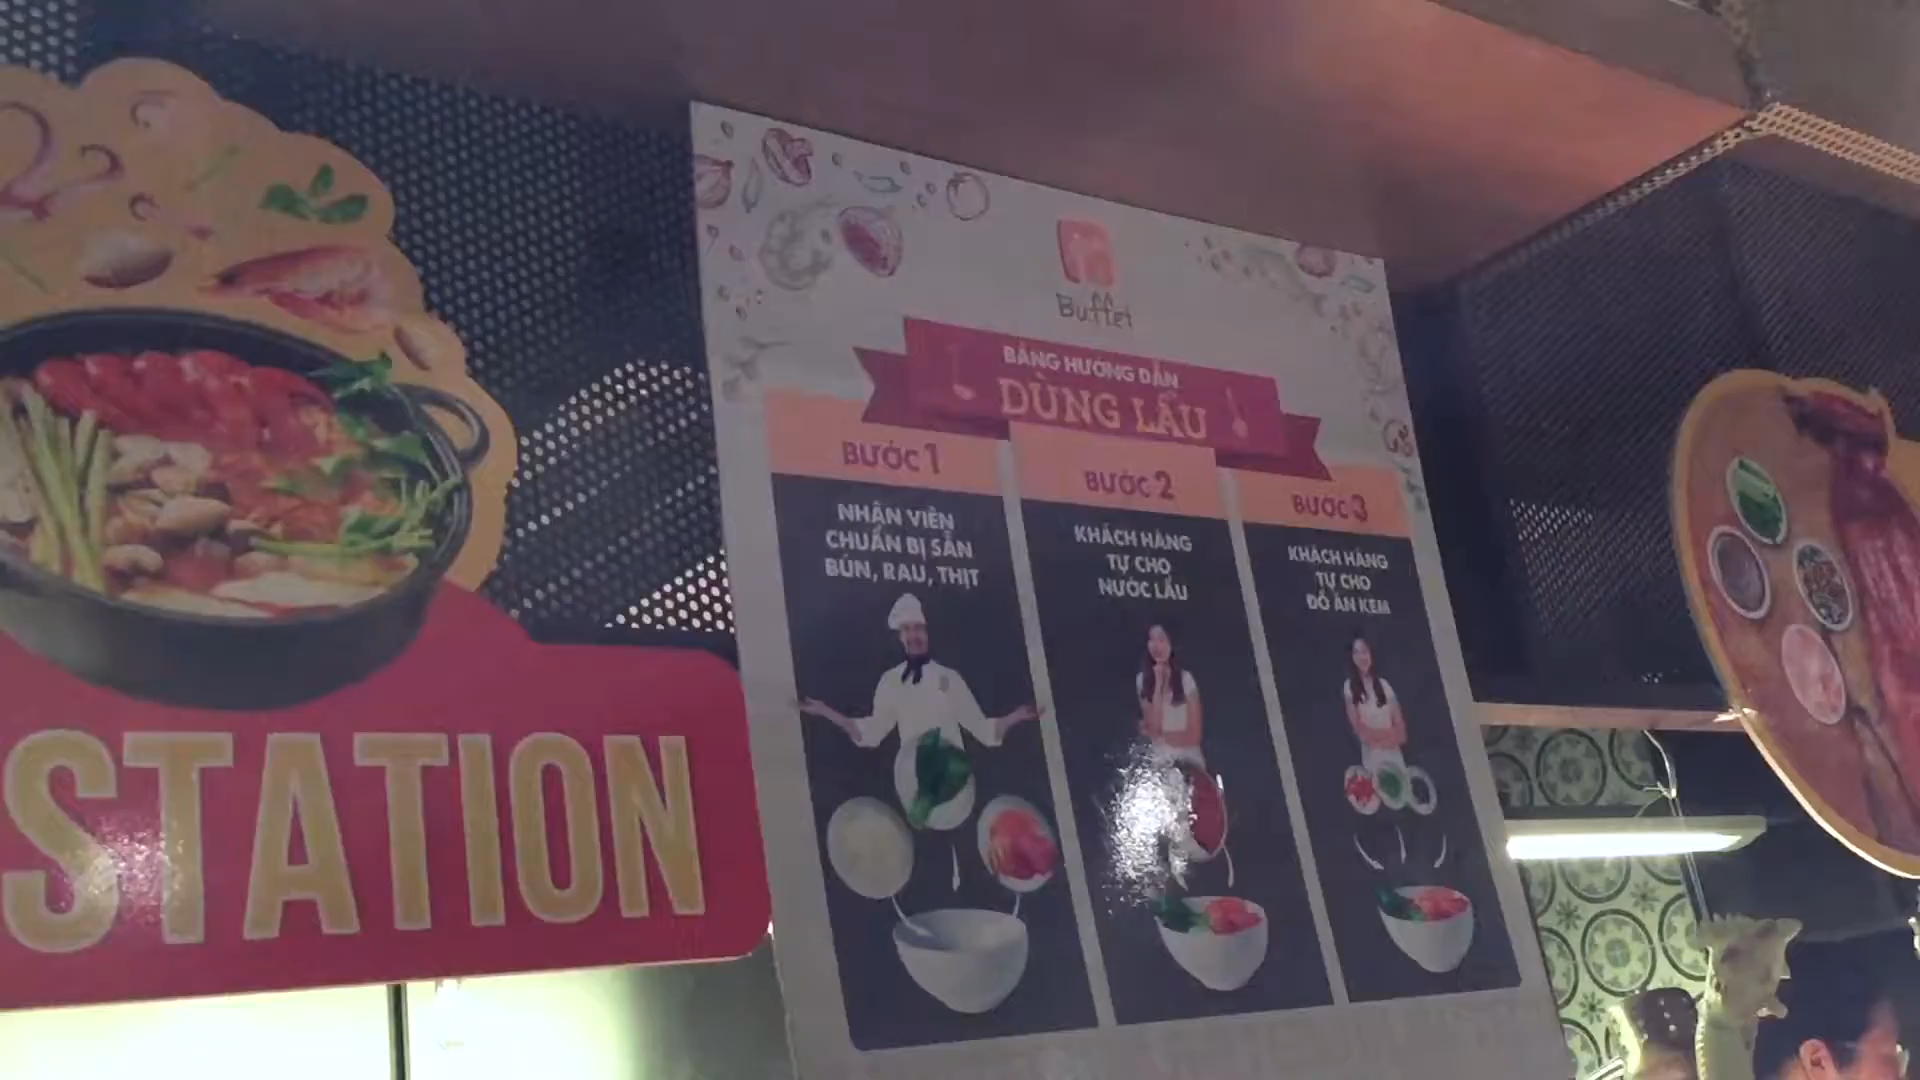 STATION
Buffet
BẢNG HƯỚNG DẪN
DÙNG LẨU
BƯỚC 1
NHÂN VIÊN
CHUẨN BỊ SẴN
BÚN, RAU, THỊT
BƯỚC 2
KHÁCH HÀNG
TỰ CHO
NƯỚC LẨU
BƯỚC 3
KHÁCH HÀNG
TỰ CHO
ĐỒ ĂN KÈM